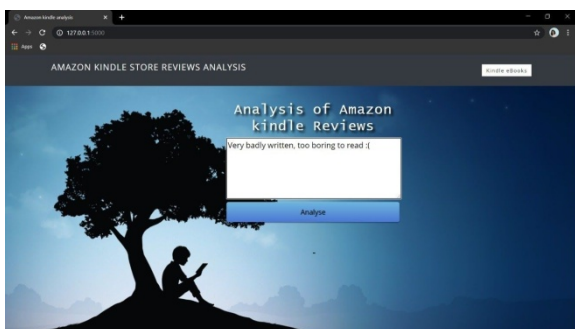 Amazon kindle analysis
127.0.0.1:5000
Apps
AMAZON KINDLE STORE REVIEWS ANALYSIS
Kindle eBooks
Analysis of Amazon
kindle Reviews
Very badly written, too boring to read :(
Analyse